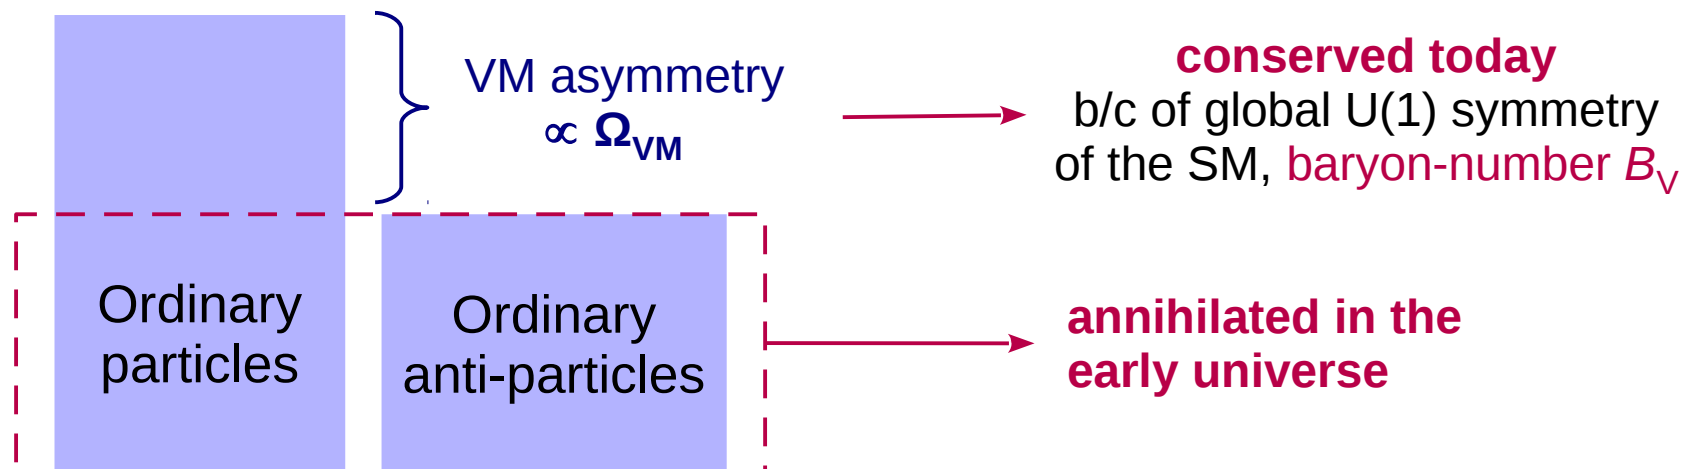 VM asymmetry
∝ Ω_VM
conserved today
b/c of global U(1) symmetry
of the SM, baryon-number B_V
Ordinary
particles
Ordinary
anti-particles
annihilated in the
early universe